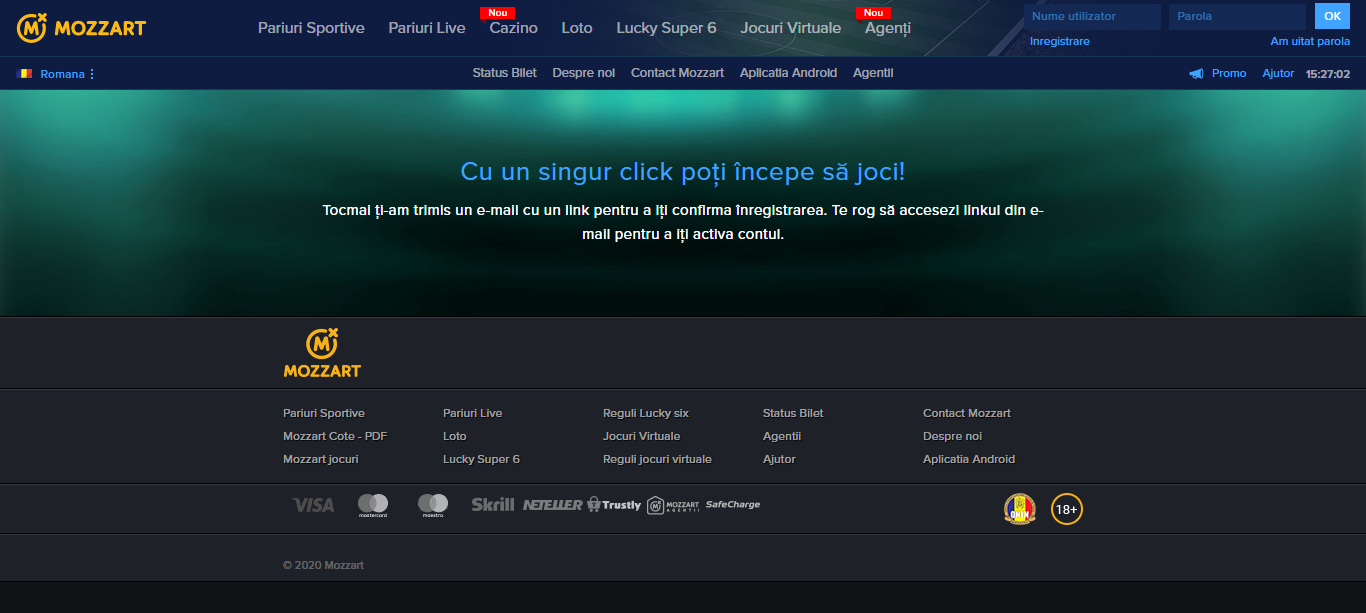 MOZZART
Pariuri Sportive
Pariuri Live
Nou
Cazino
Loto
Lucky Super 6
Jocuri Virtuale
Nou
Agenți
Nume utilizator
Parola
OK
Inregistrare
Am uitat parola
Romana
Status Bilet
Despre noi
Contact Mozzart
Aplicatia Android
Agentii
Promo
Ajutor
15:27:02
Cu un singur click poți începe să joci!
Tocmai ți-am trimis un e-mail cu un link pentru a iți confirma înregistrarea. Te rog să accesezi linkul din e-
mail pentru a iți activa contul.
MOZZART
Pariuri Sportive
Pariuri Live
Reguli Lucky six
Status Bilet
Contact Mozzart
Mozzart Cote - PDF
Loto
Jocuri Virtuale
Agentii
Despre noi
Mozzart jocuri
Lucky Super 6
Reguli jocuri virtuale
Ajutor
Aplicatia Android
VISA
mastercard
maestro
Skrill
NETELLER
Trustly
MOZZART
AGENTII
SafeCharge
ONJN
18+
© 2020 Mozzart